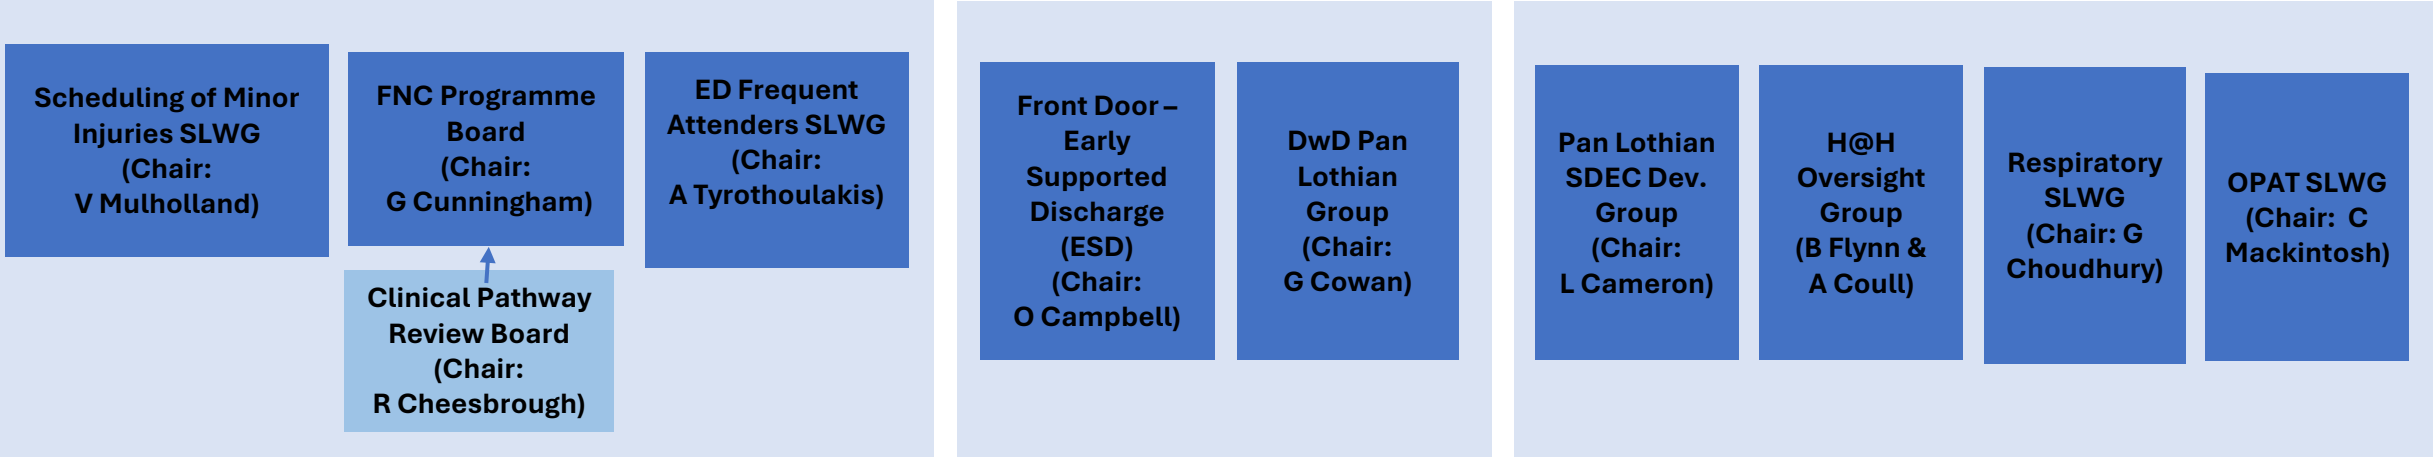 Scheduling of Minor
Injuries SLWG
(Chair:
V Mulholland)
FNC Programme
Board
(Chair:
G Cunningham)
ED Frequent
Attenders SLWG
(Chair:
A Tyrothoulakis)
Clinical Pathway
Review Board
(Chair:
R Cheesbrough)
Front Door –
Early
Supported
Discharge
(ESD)
(Chair:
O Campbell)
DwD Pan
Lothian
Group
(Chair:
G Cowan)
Pan Lothian
SDEC Dev.
Group
(Chair:
L Cameron)
H@H
Oversight
Group
(B Flynn &
A Coull)
Respiratory
SLWG
(Chair: G
Choudhury)
OPAT SLWG
(Chair:  C
Mackintosh)